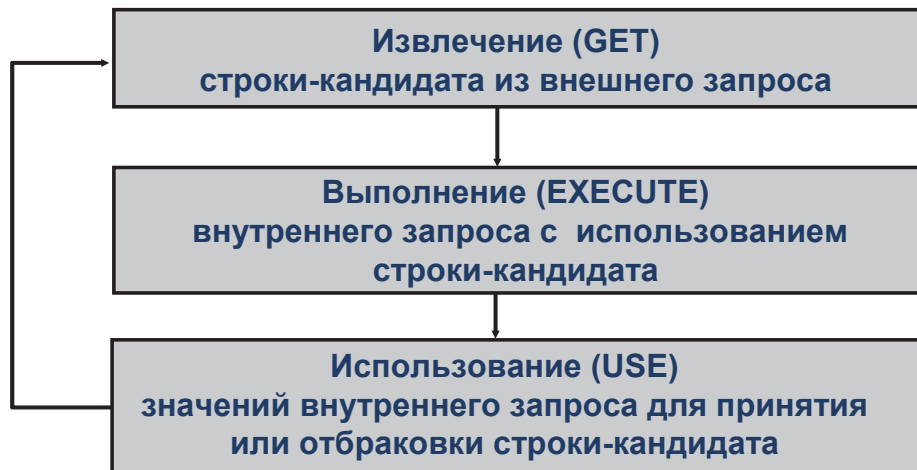 Извлечение (GET)
строки-кандидата из внешнего запроса
Выполнение (EXECUTE)
внутреннего запроса с использованием
строки-кандидата
Использование (USE)
значений внутреннего запроса для принятия
или отбраковки строки-кандидата